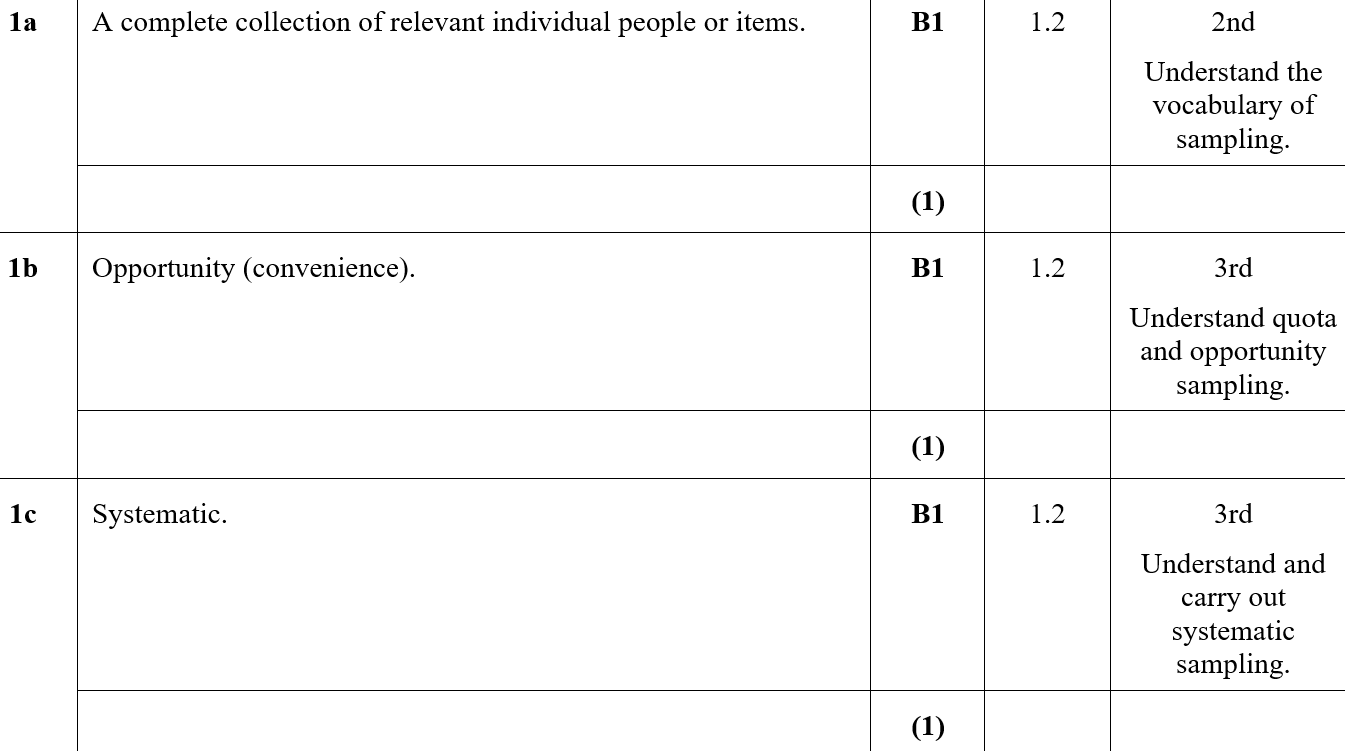 1a A complete collection of relevant individual people or items. B1 1.2 2nd
Understand the
vocabulary of
sampling.
(1)
1b Opportunity (convenience). B1 1.2 3rd
Understand quota
and opportunity
sampling.
(1)
1c Systematic. B1 1.2 3rd
Understand and
carry out
systematic
sampling.
(1)